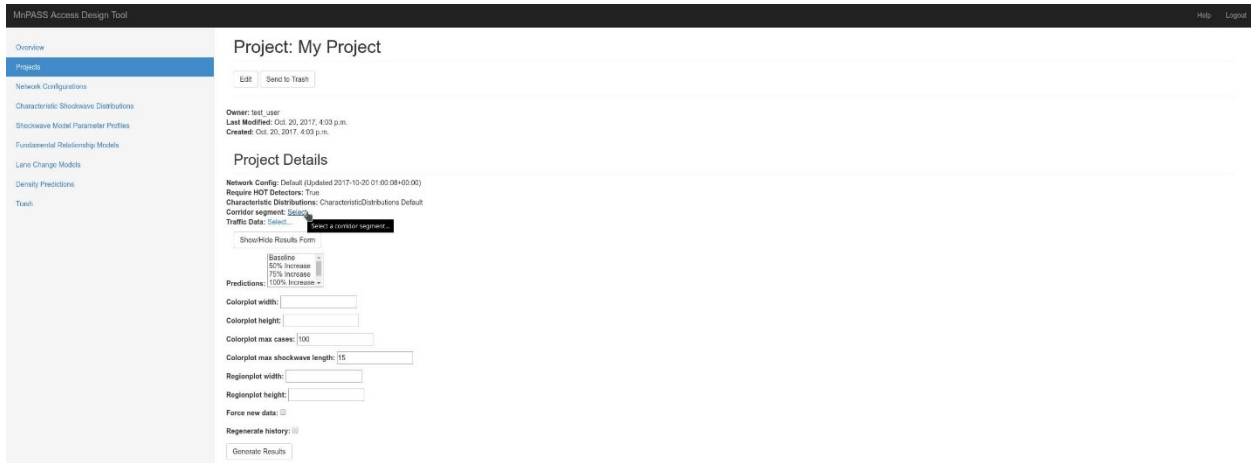 MnPASS Access Design Tool
Help Logout
Overview
Projects
Network Configurations
Characteristic Shockwave Distributions
Shockwave Model Parameter Profiles
Fundamental Relationship Models
Lane Change Models
Density Predictions
Trash
Project: My Project
Edit Send to Trash
Owner: test_user
Last Modified: Oct. 20, 2017, 4:03 p.m.
Created: Oct. 20, 2017, 4:03 p.m.
Project Details
Network Config: Default (Updated 2017-10-20 01:00:08+00:00)
Require HOT Detectors: True
Characteristic Distributions: CharacteristicDistributions Default
Corridor segment: Select...
Traffic Data: Select...
Select a corridor segment...
Show/Hide Results Form
Baseline
50% Increase
75% Increase
Predictions: 100% Increase
Colorplot width:
Colorplot height:
Colorplot max cases: 100
Colorplot max shockwave length: 15
Regionplot width:
Regionplot height:
Force new data:
Regenerate history:
Generate Results